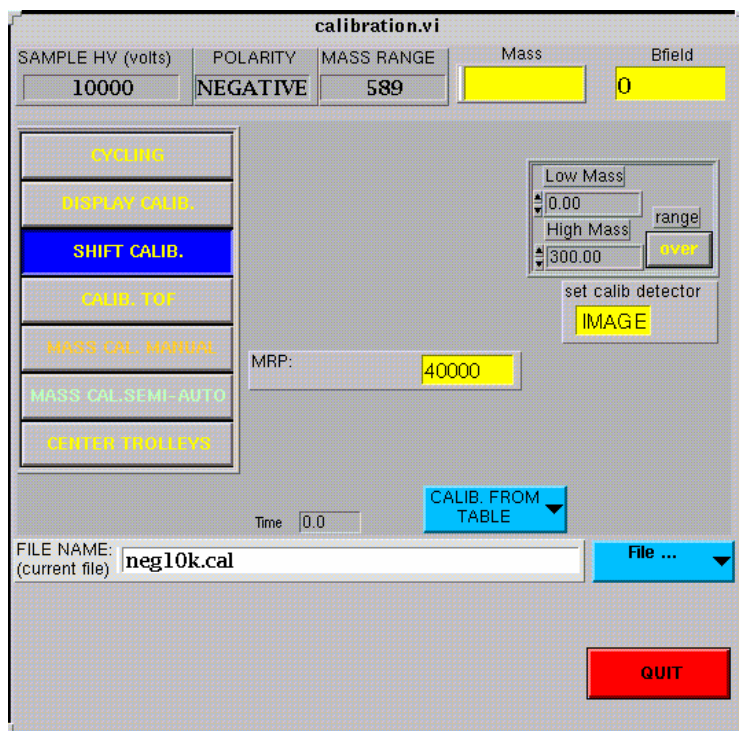 calibration.vi
SAMPLE HV (volts) POLARITY MASS RANGE Mass Bfield
10000 NEGATIVE 589 0
CYCLING
DISPLAY CALIB.
SHIFT CALIB.
CALIB. TOF
MASS CAL. MANUAL
MASS CAL.SEMI-AUTO
CENTER TROLLEYS
Low Mass
0.00
High Mass
300.00
range
over
set calib detector
IMAGE
MRP: 40000
CALIB. FROM
TABLE
Time 0.0
FILE NAME:
(current file)
neg10k.cal
File ...
QUIT